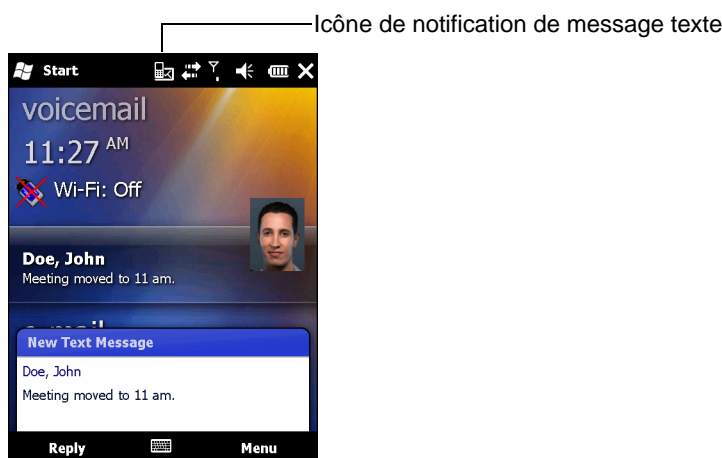 Icône de notification de message texte
Start
voicemail
11:27 AM
Wi-Fi: Off
Doe, John
Meeting moved to 11 am.
e-mail
New Text Message
Doe, John
Meeting moved to 11 am.
Reply Menu